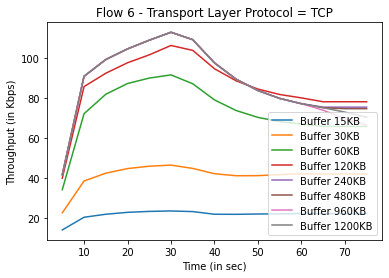 Flow 6 - Transport Layer Protocol = TCP
Throughput (in Kbps)
100
80
60
40
20
Buffer 15KB
Buffer 30KB
Buffer 60KB
Buffer 120KB
Buffer 240KB
Buffer 480KB
Buffer 960KB
Buffer 1200KB
10 20 30 40 50 60 70
Time (in sec)